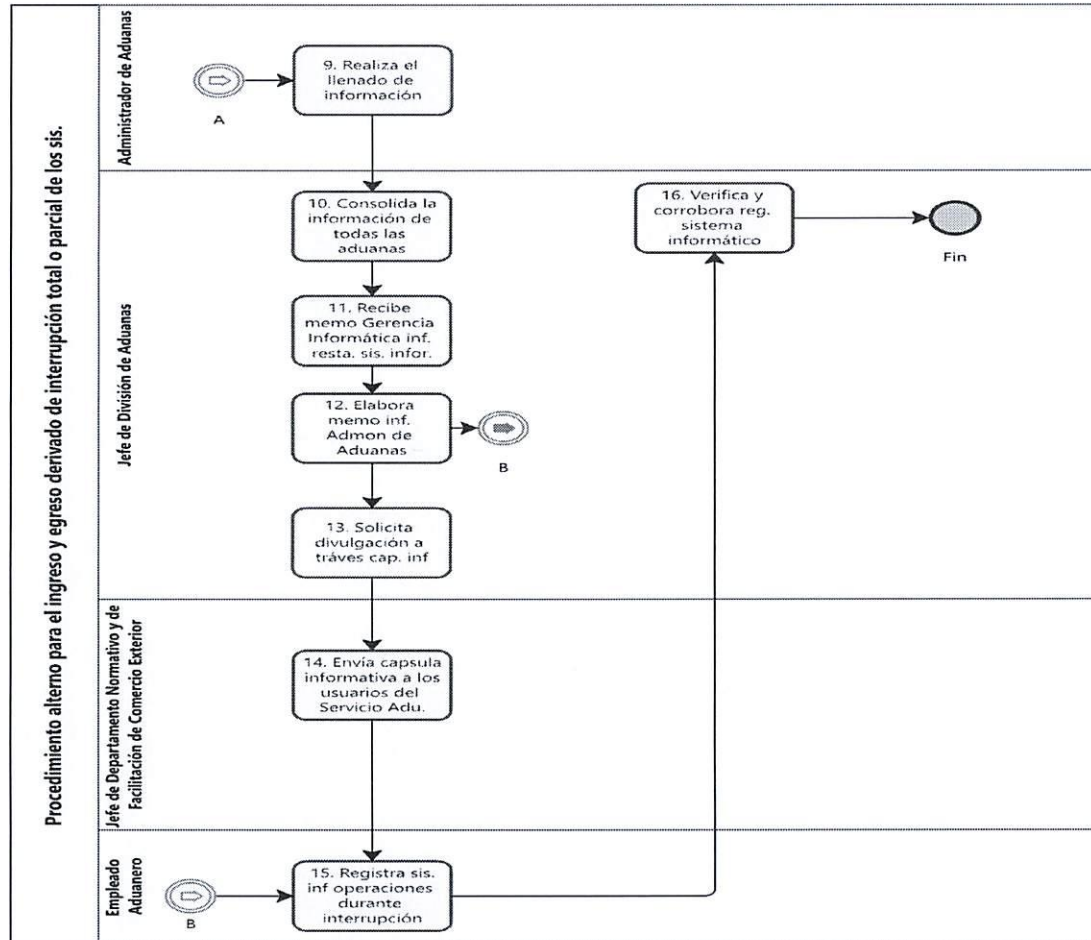 Procedimiento alterno para el ingreso y egreso derivado de interrupción total o parcial de los sis.
Administrador de Aduanas
A
9. Realiza el
llenado de
información
Jefe de División de Aduanas
10. Consolida la
información de
todas las
aduanas
11. Recibe
memo Gerencia
Informática inf.
resta. sis. infor.
12. Elabora
memo inf.
Admon de
Aduanas
B
13. Solicita
divulgación a
tráves cap. inf
16. Verifica y
corrobora reg.
sistema
informático
Fin
Jefe de Departamento Normativo y de
Facilitación de Comercio Exterior
14. Envía capsula
informativa a los
usuarios del
Servicio Adu.
Empleado
Aduanero
B
15. Registra sis.
inf operaciones
durante
interrupción